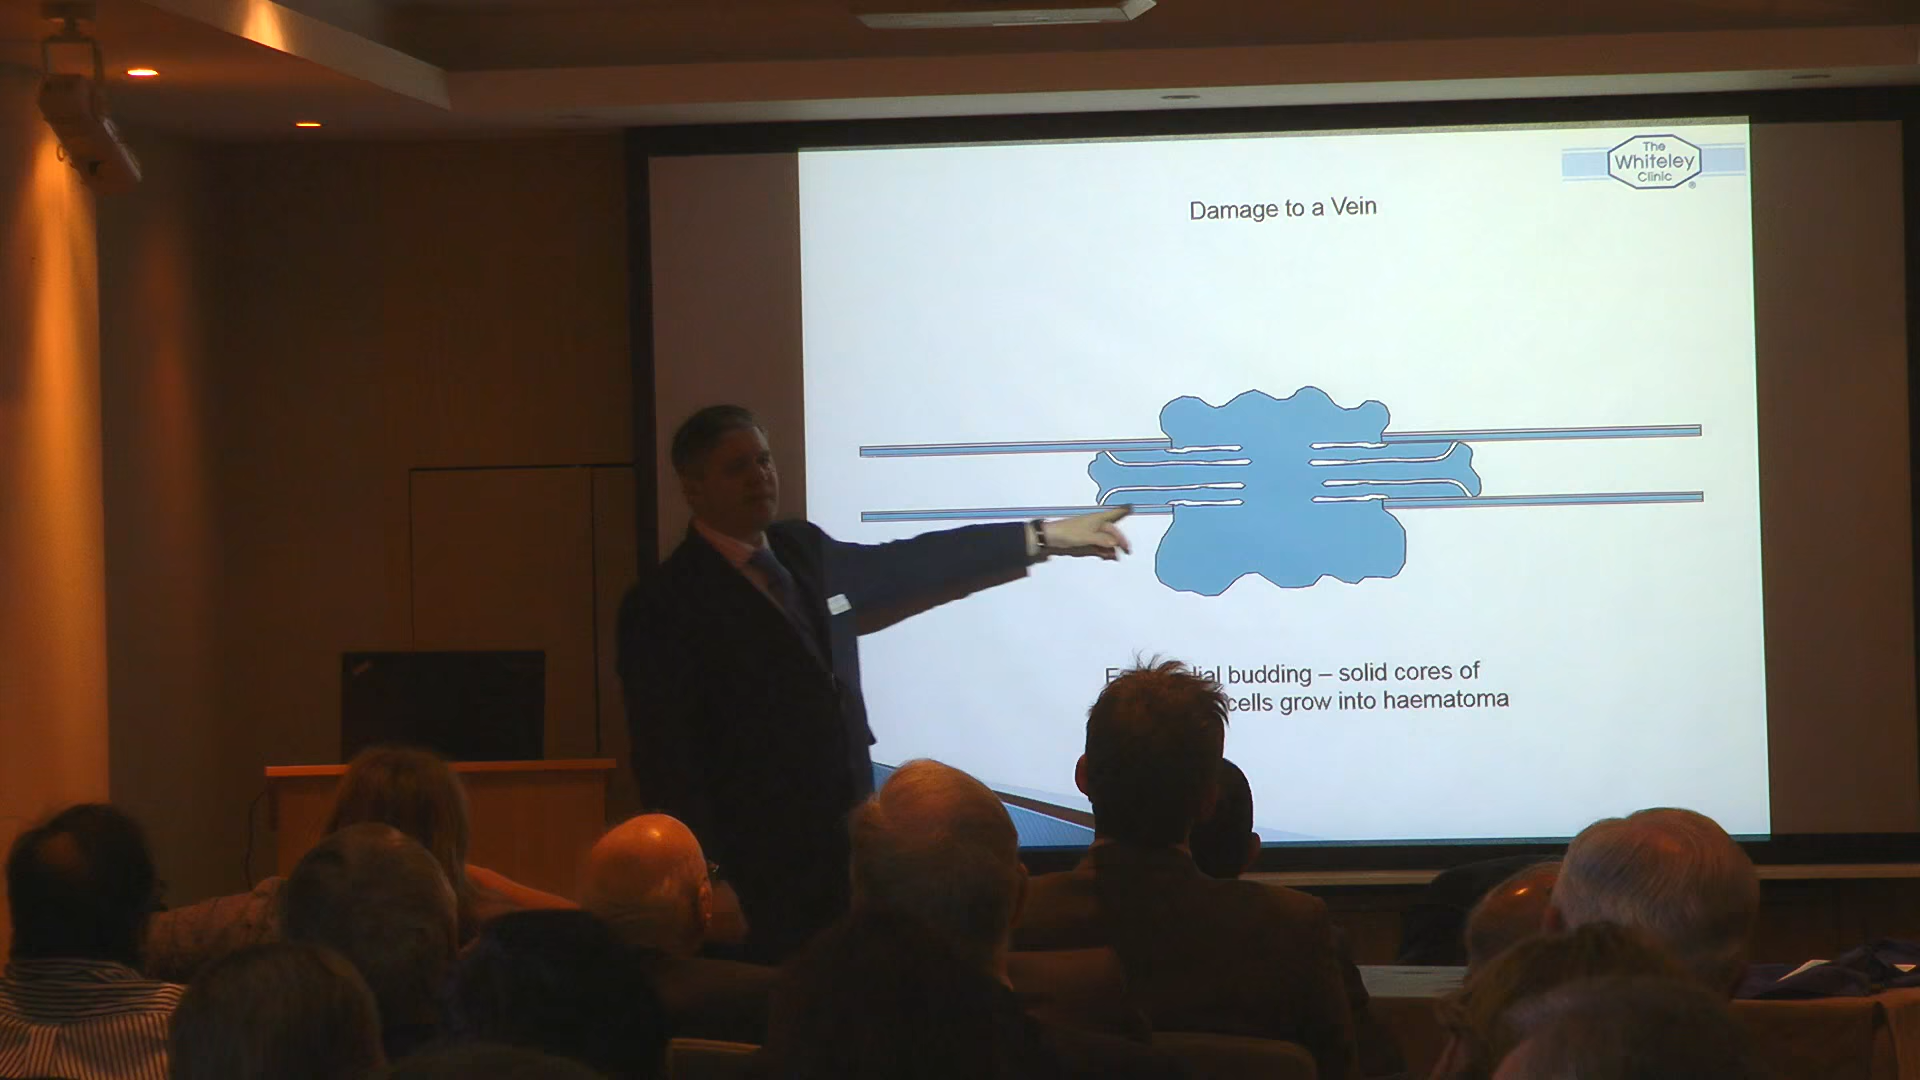 The
Whiteley
Clinic
®
Damage to a Vein
budding – solid cores of
cells grow into haematoma